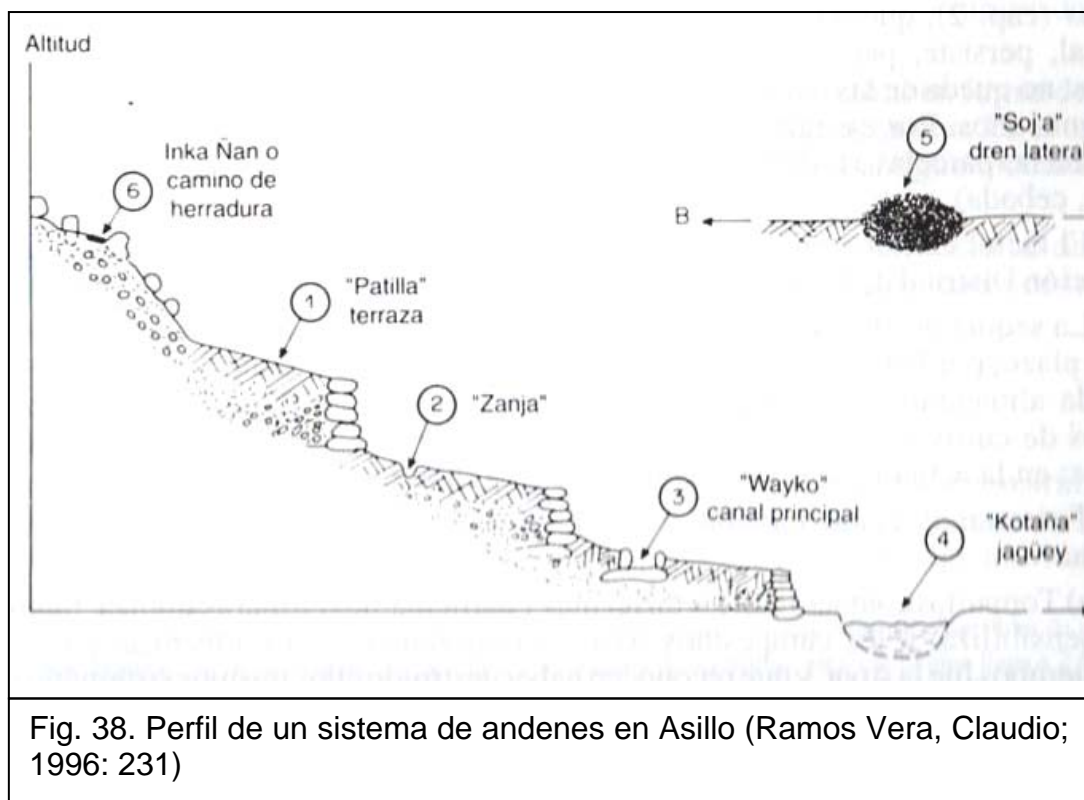 Altitud
Inka Ñan o
camino de
herradura
6
"Patilla"
terraza
1
2
"Zanja"
"Wayko"
canal principal
3
"Kotaña"
jagüey
4
"Soj'a"
dren lateral
5
B
Fig. 38. Perfil de un sistema de andenes en Asillo (Ramos Vera, Claudio;
1996: 231)